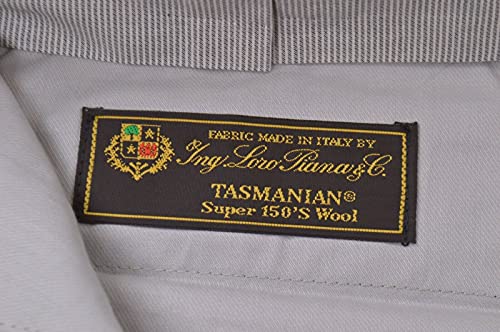 FABRIC MADE IN ITALY BY
Ing. Loro Piana & C.
TASMANIAN®
Super 150'S Wool